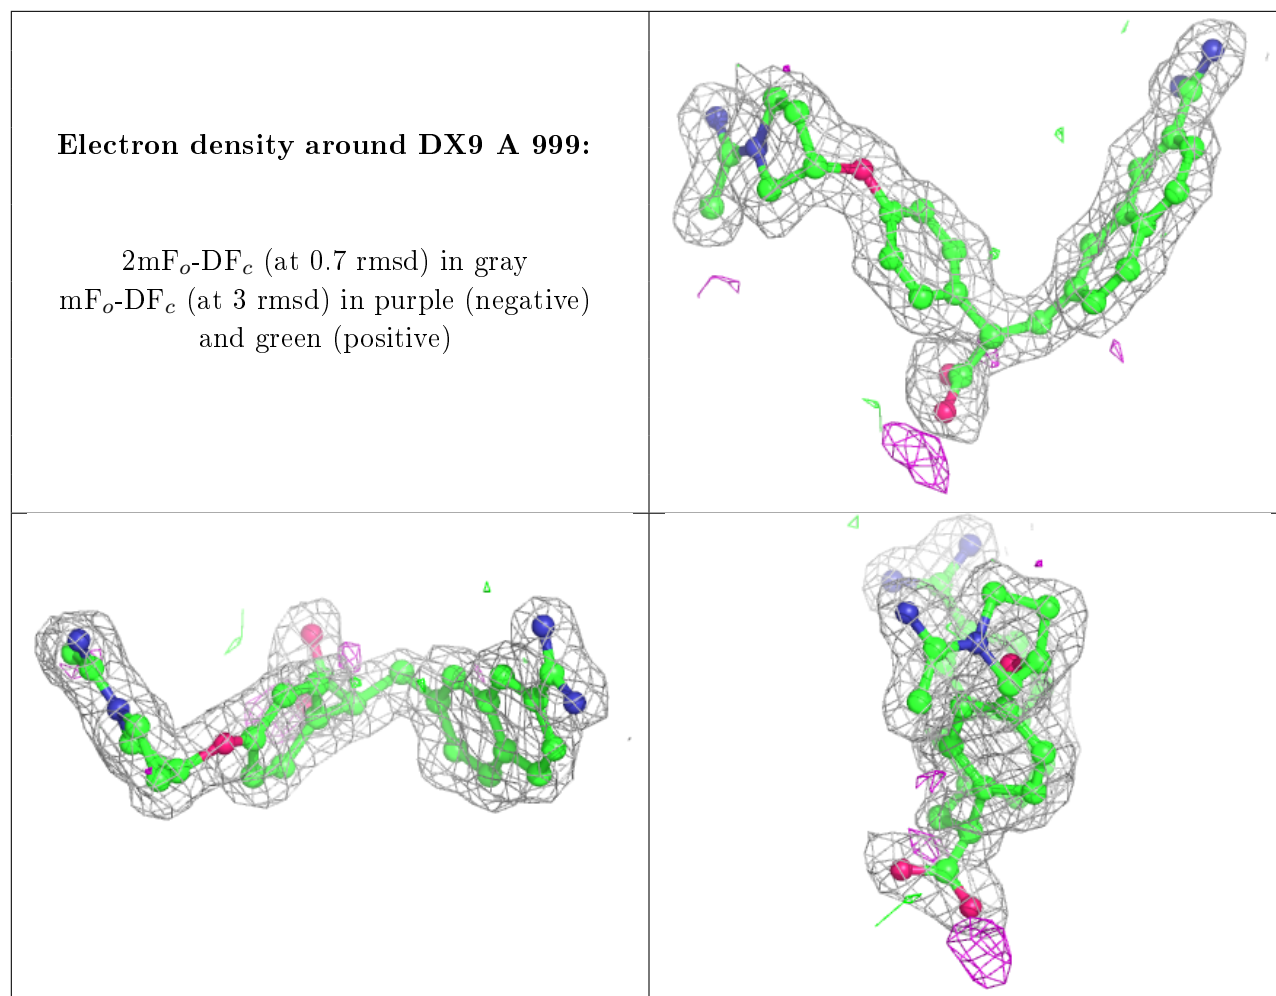 Electron density around DX9 A 999:
2mFo-DFc (at 0.7 rmsd) in gray
mFo-DFc (at 3 rmsd) in purple (negative)
and green (positive)